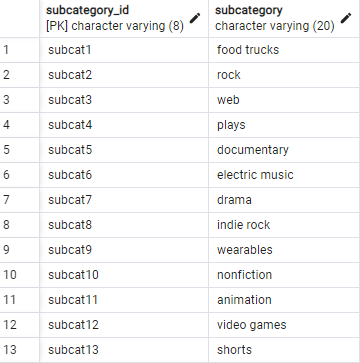 subcategory_id subcategory
[PK] character varying (8) character varying (20)
1 subcat1 food trucks
2 subcat2 rock
3 subcat3 web
4 subcat4 plays
5 subcat5 documentary
6 subcat6 electric music
7 subcat7 drama
8 subcat8 indie rock
9 subcat9 wearables
10 subcat10 nonfiction
11 subcat11 animation
12 subcat12 video games
13 subcat13 shorts